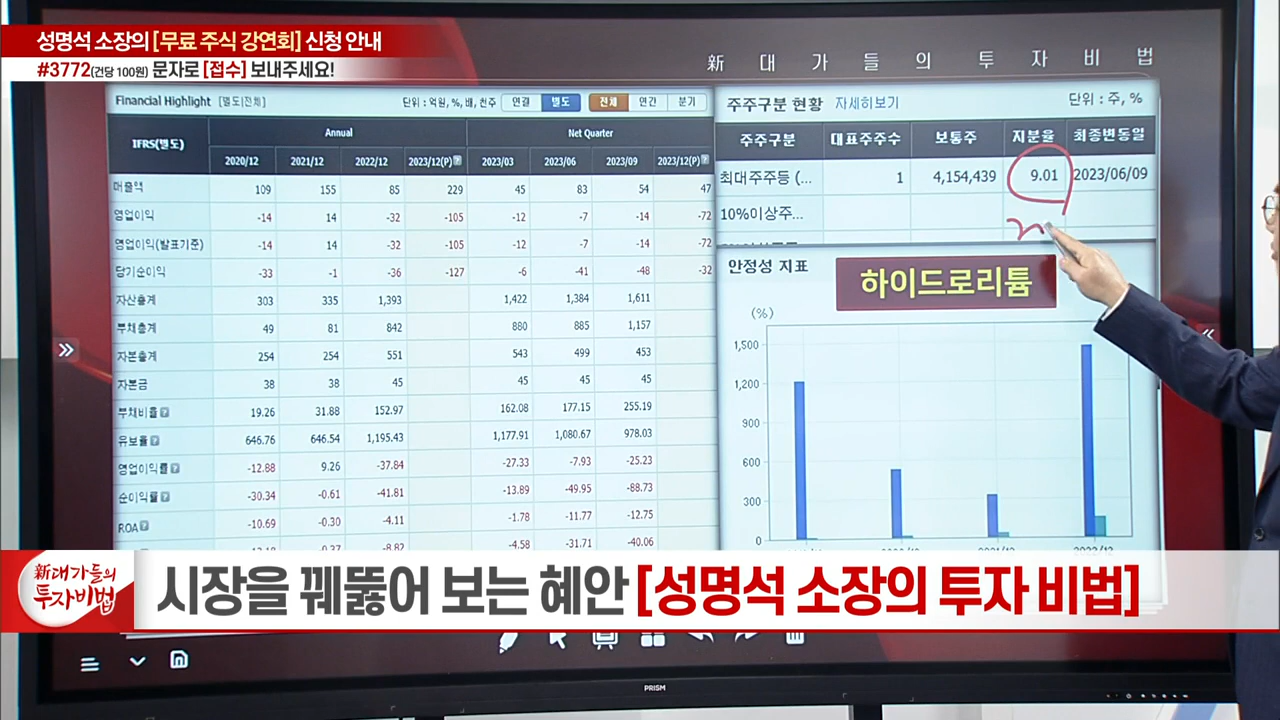 성명석 소장의 [무료 주식 강연회] 신청 안내
#3772(건당 100원) 문자로 [접수] 보내주세요!
新 대 가 들 의 투 자 비 법
Financial Highlight [별도|전체] 단위 : 억원, %, 배, 천주 연결 별도 전체 연간 분기
IFRS(별도) Annual Net Quarter
2020/12 2021/12 2022/12 2023/12(P) 2023/03 2023/06 2023/09 2023/12(P)
매출액 109 155 85 229 45 83 54 47
영업이익 -14 14 -32 -105 -12 -7 -14 -72
영업이익(발표기준) -14 14 -32 -105 -12 -7 -14 -72
당기순이익 -33 -1 -36 -127 -6 -41 -48 -32
자산총계 303 335 1,393 1,422 1,384 1,611
부채총계 49 81 842 880 885 1,157
자본총계 254 254 551 543 499 453
자본금 38 38 45 45 45 45
부채비율 19.26 31.88 152.97 162.08 177.15 255.19
유보율 646.76 646.54 1,195.43 1,177.91 1,080.67 978.03
영업이익률 -12.88 9.26 -37.84 -27.33 -7.93 -25.23
순이익률 -30.34 -0.61 -41.81 -13.89 -49.95 -88.73
ROA -10.69 -0.30 -4.11 -1.78 -11.77 -12.75
-8.82 -4.58 -31.71 -40.06
주주구분 현황 자세히보기 단위 : 주, %
주주구분 대표주주수 보통주 지분율 최종변동일
최대주주등 (... 1 4,154,439 9.01 2023/06/09
10%이상주...
안정성 지표
하이드로리튬
(%)
1,500
1,200
900
600
300
0
新대가들의
투자비법
시장을 꿰뚫어 보는 혜안 [성명석 소장의 투자 비법]
PRISM